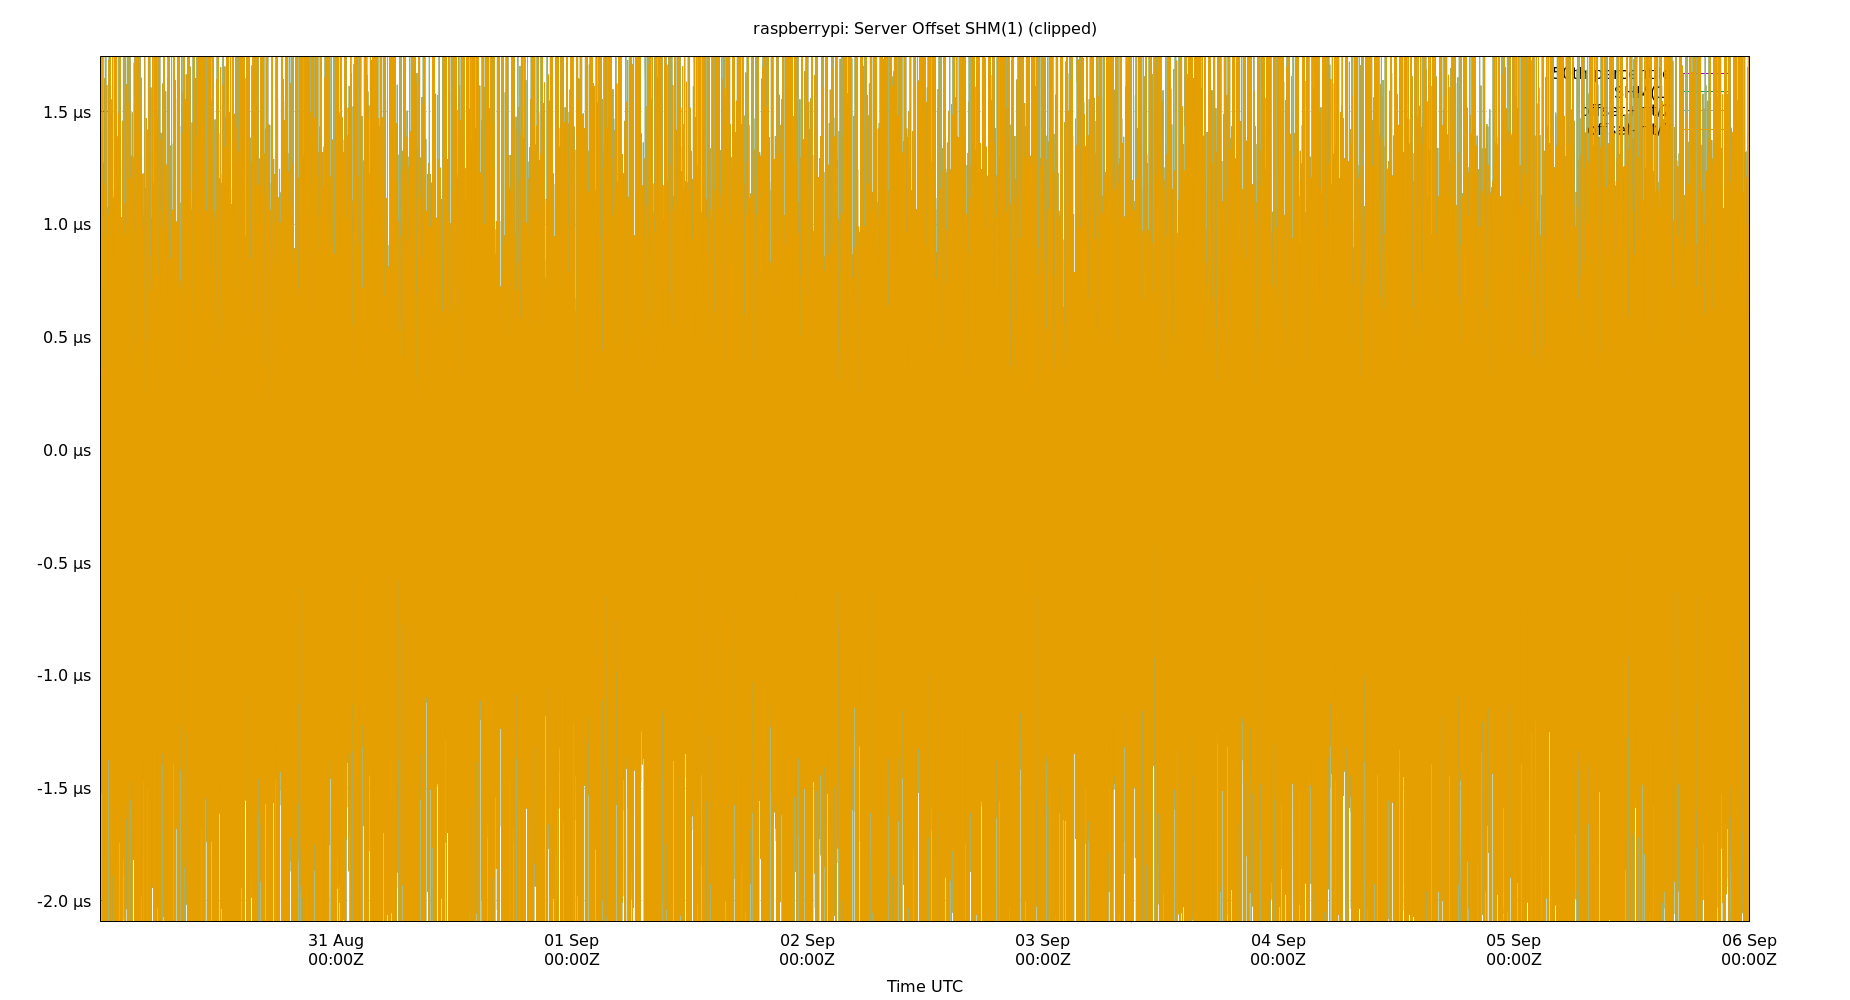 raspberrypi: Server Offset SHM(1) (clipped)
1.5 µs
1.0 µs
0.5 µs
0.0 µs
-0.5 µs
-1.0 µs
-1.5 µs
-2.0 µs
31 Aug 01 Sep 02 Sep 03 Sep 04 Sep 05 Sep 06 Sep
00:00Z 00:00Z 00:00Z 00:00Z 00:00Z 00:00Z 00:00Z
Time UTC